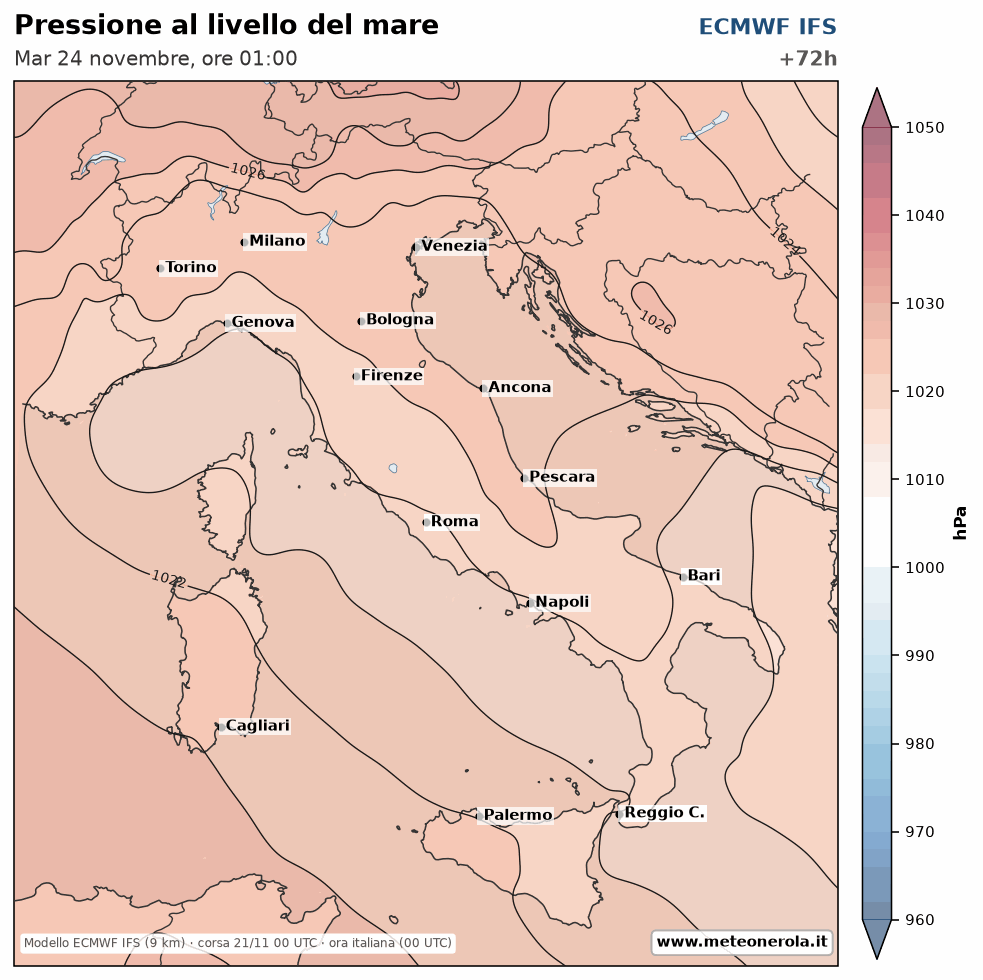 Pressione al livello del mare
ECMWF IFS
Mar 24 novembre, ore 01:00
+72h
1026
Milano
Venezia
Torino
Genova
Bologna
1026
Firenze
Ancona
Pescara
Roma
1022
Bari
Napoli
Cagliari
Palermo
Reggio C.
1050
1040
1030
1020
1010
1000
990
980
970
960
hPa
Modello ECMWF IFS (9 km) · corsa 21/11 00 UTC · ora italiana (00 UTC)
www.meteonerola.it